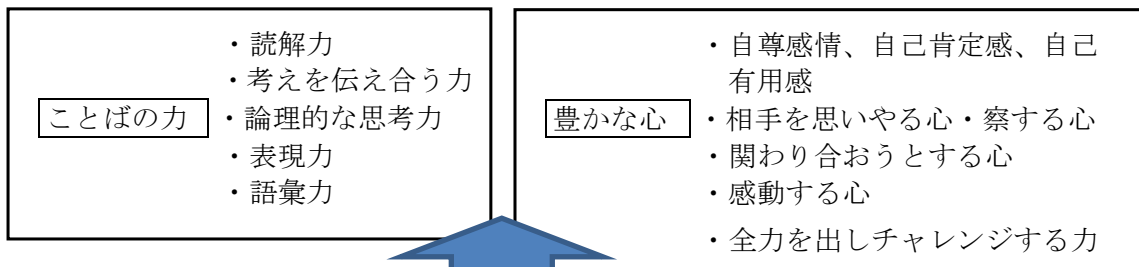 ・読解力
・考えを伝え合う力
ことばの力
・論理的な思考力
・表現力
・語彙力
・自尊感情、自己肯定感、自己
有用感
豊かな心
・相手を思いやる心・察する心
・関わり合おうとする心
・感動する心
・全力を出しチャレンジする力